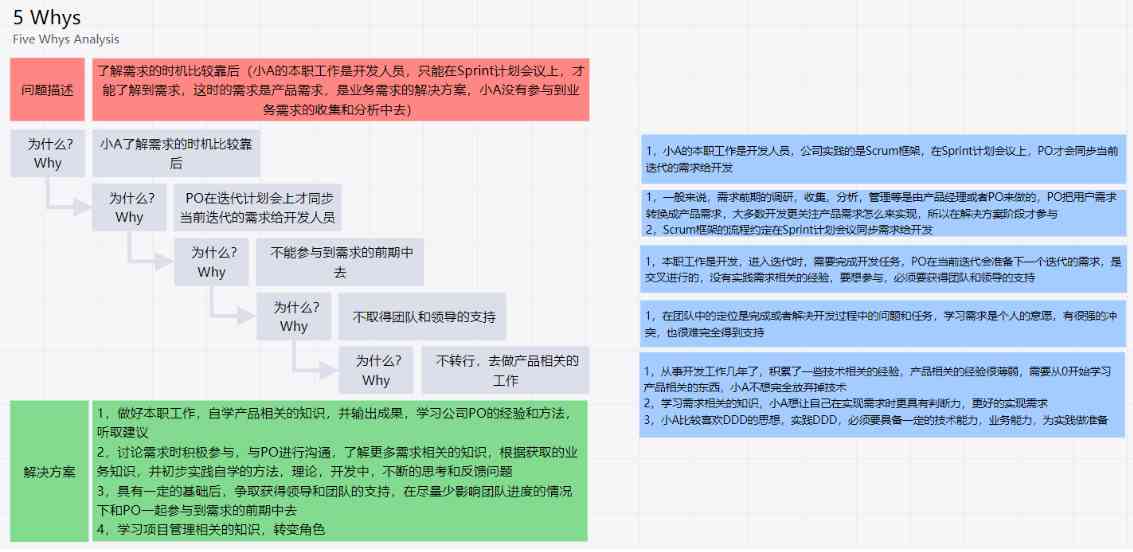 5 Whys
Five Whys Analysis
问题描述
了解需求的时机比较靠后（小A的本职工作是开发人员，只能在Sprint计划会议上，才
能了解到需求，这时的需求是产品需求，是业务需求的解决方案，小A没有参与到业
务需求的收集和分析中去）
为什么？
Why
小A了解需求的时机比较靠
后
1，小A的本职工作是开发人员，公司实践的是Scrum框架，在Sprint计划会议上，PO才会同步当前
迭代的需求给开发
为什么？
Why
PO在迭代计划会上才同步
当前迭代的需求给开发人员
1，一般来说，需求前期的调研，收集，分析，管理等是由产品经理或者PO来做的，PO把用户需求
转换成产品需求，大多数开发更关注产品需求怎么来实现，所以在解决方案阶段才参与
2，Scrum框架的流程约定在Sprint计划会议同步需求给开发
为什么？
Why
不能参与到需求的前期中
去
1，本职工作是开发，进入迭代时，需要完成开发任务，PO在当前迭代会准备下一个迭代的需求，是
交叉进行的，没有实践需求相关的经验，要想参与，必须要获得团队和领导的支持
为什么？
Why
不取得团队和领导的支持
1，在团队中的定位是完成或者解决开发过程中的问题和任务，学习需求是个人的意愿，有很强的冲
突，也很难完全得到支持
为什么？
Why
不转行，去做产品相关的
工作
1，从事开发工作几年了，积累了一些技术相关的经验，产品相关的经验很薄弱，需要从0开始学习
产品相关的东西，小A不想完全放弃掉技术
2，学习需求相关的知识，小A想让自己在实现需求时更具有判断力，更好的实现需求
3，小A比较喜欢DDD的思想，实践DDD，必须要具备一定的技术能力，业务能力，为实践做准备
解决方案
1，做好本职工作，自学产品相关的知识，并输出成果，学习公司PO的经验和方法，
听取建议
2，讨论需求时积极参与，与PO进行沟通，了解更多需求相关的知识，根据获取的业
务知识，并初步实践自学的方法，理论，开发中，不断的思考和反馈问题
3，具有一定的基础后，争取获得领导和团队的支持，在尽量少影响团队进度的情况
下和PO一起参与到需求的前期中去
4，学习项目管理相关的知识，转变角色